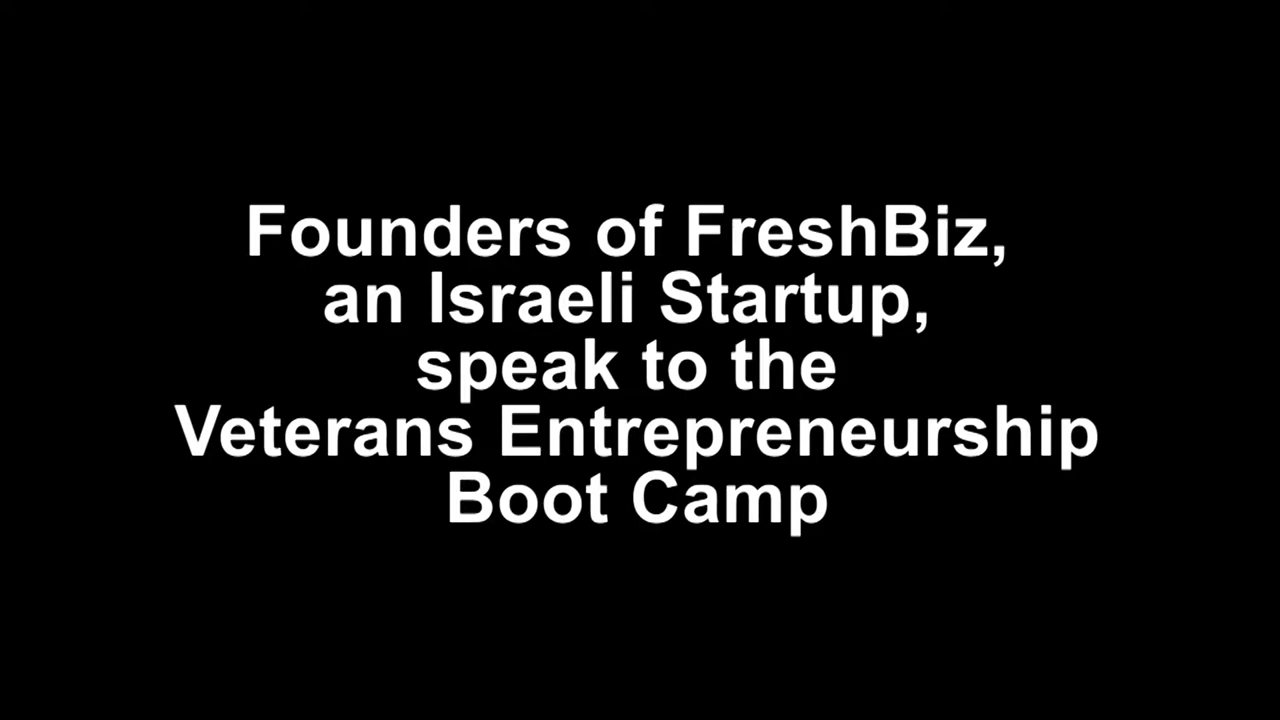 Founders of FreshBiz,
an Israeli Startup,
speak to the
Veterans Entrepreneurship
Boot Camp